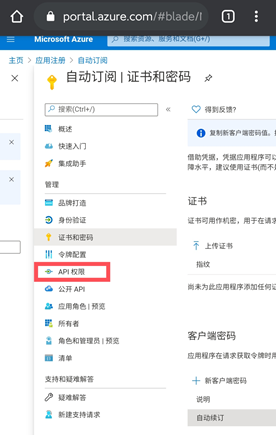 portal.azure.com/#blade/M
1
Microsoft Azure
搜索资源、服务和文档(G+/)
主页 > 应用注册 > 自动订阅
自动订阅 | 证书和密码
搜索(Ctrl+/)
«
概述
快速入门
集成助手
管理
品牌打造
身份验证
证书和密码
令牌配置
API 权限
公开 API
应用角色 | 预览
所有者
角色和管理员 | 预览
清单
支持和疑难解答
疑难解答
新建支持请求
得到反馈?
复制新客户端密码值。
借助凭据，凭据应用程序可以
障水平，建议使用证书(而不是
证书
证书可用作机密，用于在请求
上传证书
指纹
尚未为此应用程序添加任何证
客户端密码
应用程序在请求获取令牌时用
新客户端密码
说明
自动续订